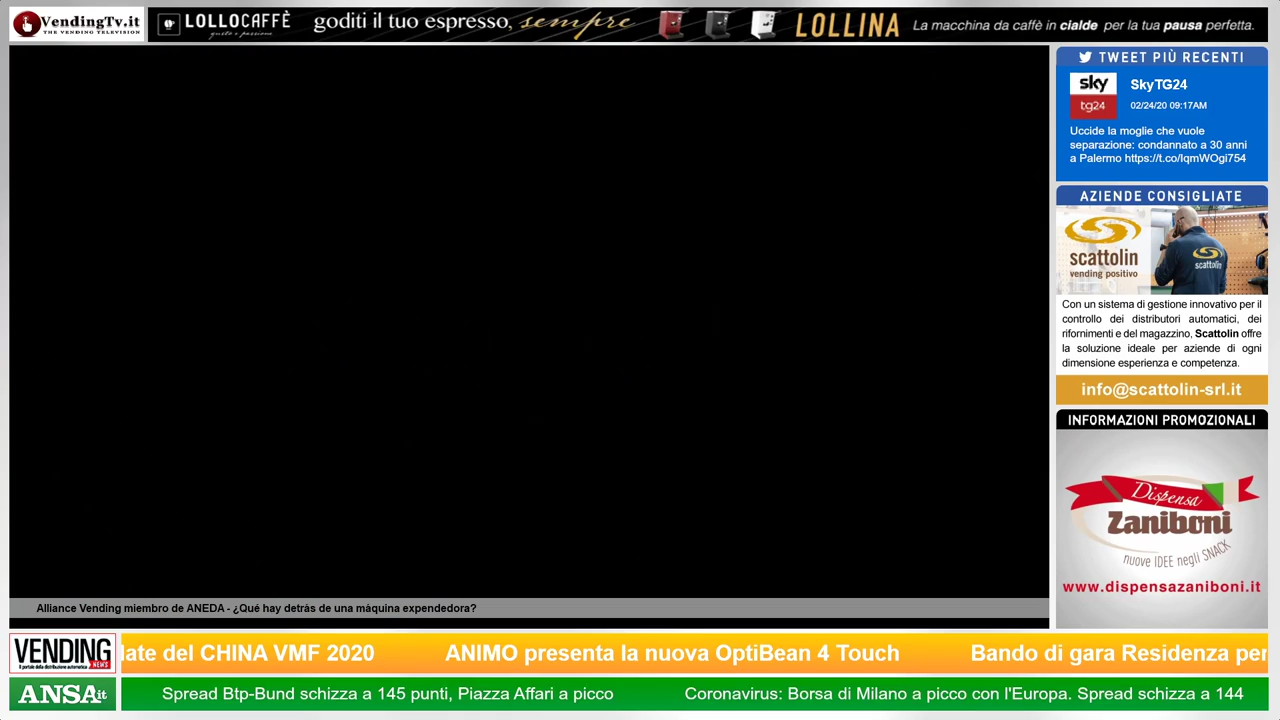 VendingTv.it
THE VENDING TELEVISION
LOLLOCAFFÈ
gusto e passione
goditi il tuo espresso, sempre
LOLLINA
La macchina da caffè in cialde per la tua pausa perfetta.
TWEET PIÙ RECENTI
sky
tg24
SkyTG24
02/24/20 09:17AM
Uccide la moglie che vuole
separazione: condannato a 30 anni
a Palermo https://t.co/IqmWOgi754
AZIENDE CONSIGLIATE
scattolin
vending positivo
scattolin
Con un sistema di gestione innovativo per il
controllo dei distributori automatici, dei
rifornimenti e del magazzino, Scattolin offre
la soluzione ideale per aziende di ogni
dimensione esperienza e competenza.
info@scattolin-srl.it
INFORMAZIONI PROMOZIONALI
Dispensa
Zaniboni
nuove IDEE negli SNACK
www.dispensazaniboni.it
Alliance Vending miembro de ANEDA - ¿Qué hay detrás de una máquina expendedora?
VENDING NEWS
Il portale della distribuzione automatica
late del CHINA VMF 2020 ANIMO presenta la nuova OptiBean 4 Touch Bando di gara Residenza per
ANSA.it
Spread Btp-Bund schizza a 145 punti, Piazza Affari a picco Coronavirus: Borsa di Milano a picco con l'Europa. Spread schizza a 144